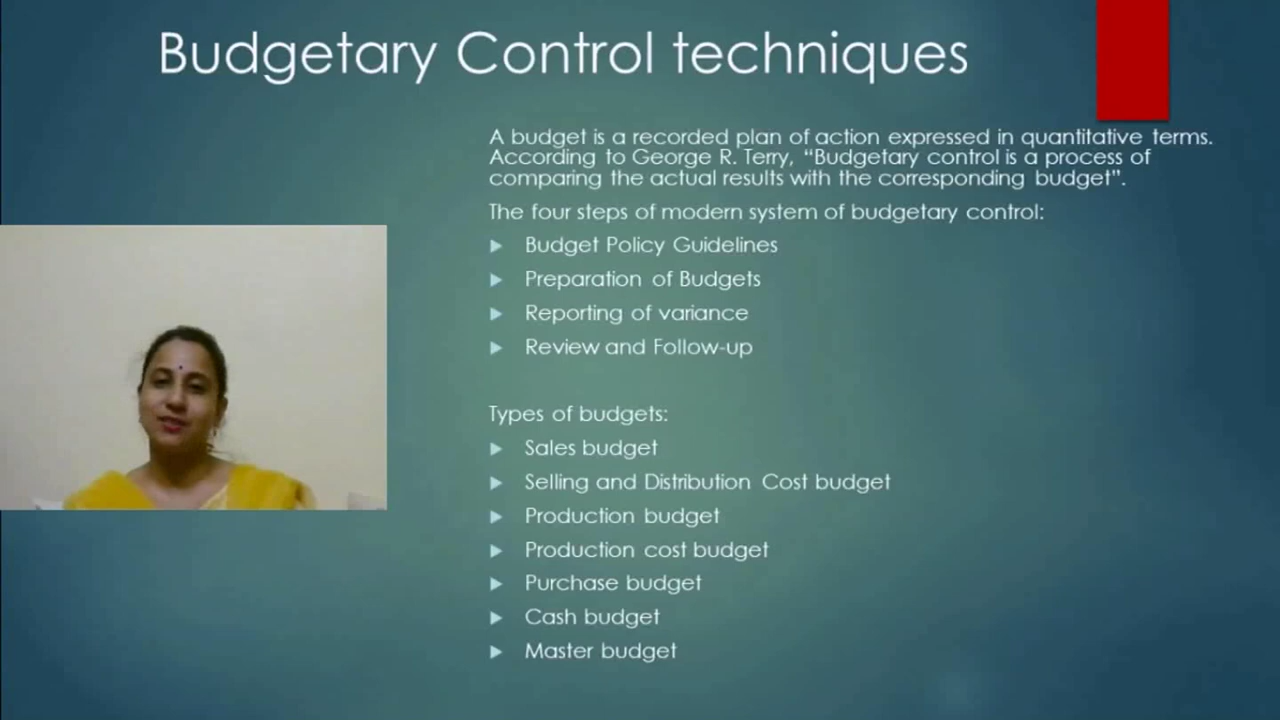 Budgetary Control techniques
A budget is a recorded plan of action expressed in quantitative terms.
According to George R. Terry, “Budgetary control is a process of
comparing the actual results with the corresponding budget”.
The four steps of modern system of budgetary control:
Budget Policy Guidelines
Preparation of Budgets
Reporting of variance
Review and Follow-up
Types of budgets:
Sales budget
Selling and Distribution Cost budget
Production budget
Production cost budget
Purchase budget
Cash budget
Master budget